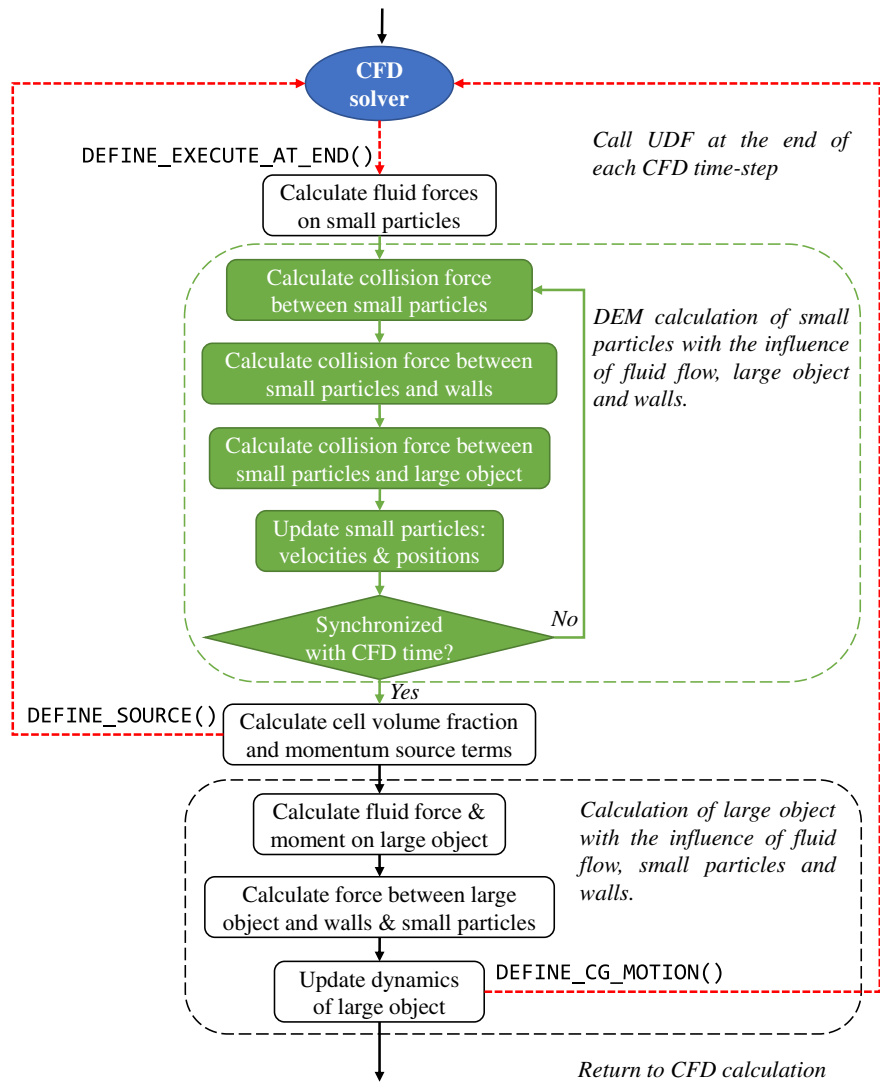 CFD
solver
DEFINE_EXECUTE_AT_END()
Call UDF at the end of
each CFD time-step
Calculate fluid forces
on small particles
Calculate collision force
between small particles
DEM calculation of small
particles with the influence
of fluid flow, large object
and walls.
Calculate collision force between
small particles and walls
Calculate collision force between
small particles and large object
Update small particles:
velocities & positions
Synchronized
with CFD time?
No
Yes
DEFINE_SOURCE()
Calculate cell volume fraction
and momentum source terms
Calculate fluid force &
moment on large object
Calculation of large object
with the influence of fluid
flow, small particles and
walls.
Calculate force between large
object and walls & small particles
Update dynamics
of large object
DEFINE_CG_MOTION()
Return to CFD calculation